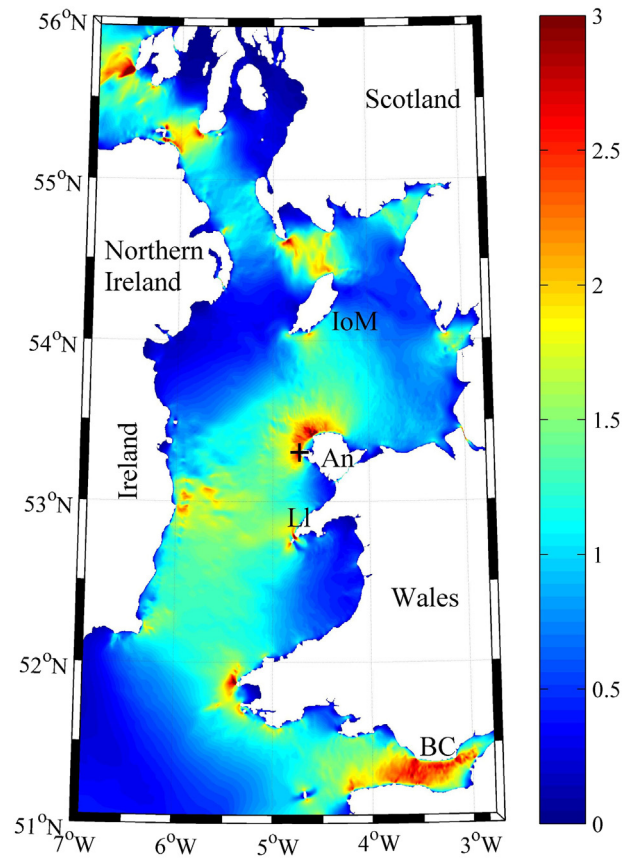 56°N
3
Scotland
2.5
55°N
Northern
Ireland
2
IoM
54°N
1.5
An
Ireland
53°N
Ll
1
Wales
52°N
0.5
BC
51°N
0
7°W
6°W
5°W
4°W
3°W